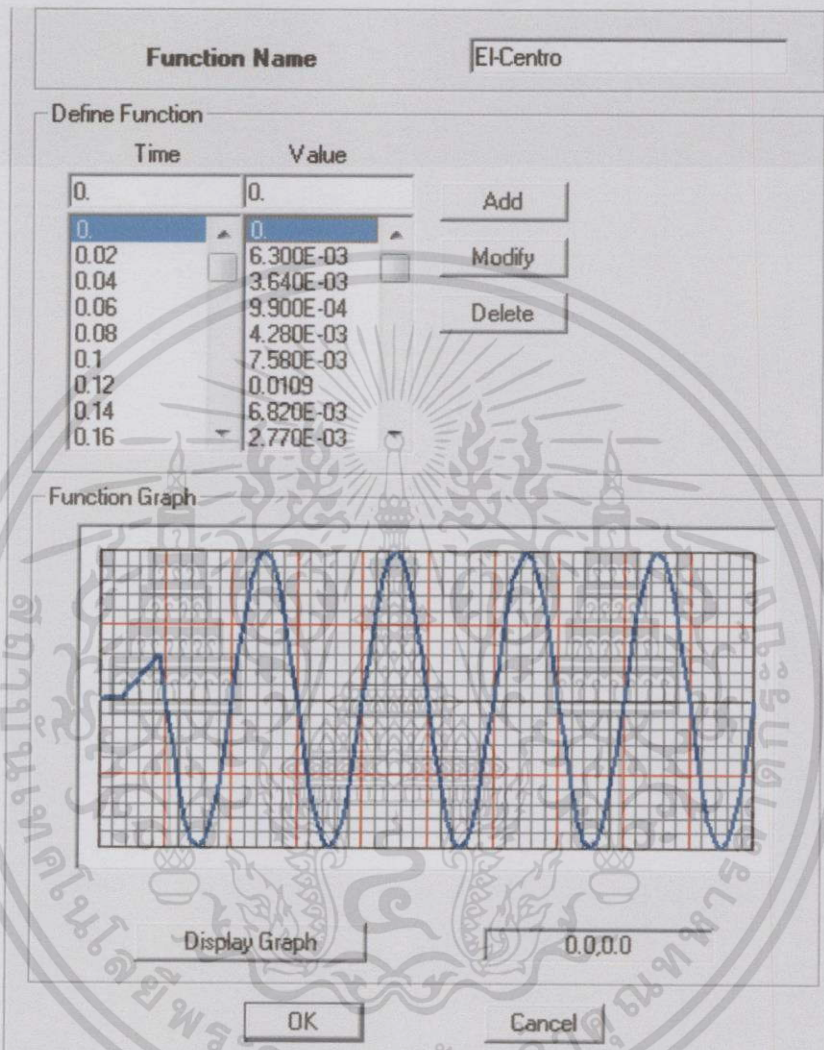 Function Name
El-Centro
Define Function
Time Value
0. 0.
Add
0. 0.
0.02 6.300E-03
Modify
0.04 3.640E-03
0.06 9.900E-04
0.08 4.280E-03
Delete
0.1 7.580E-03
0.12 0.0109
0.14 6.820E-03
0.16 2.770E-03
Function Graph
Display Graph
0.0,0.0
OK
Cancel